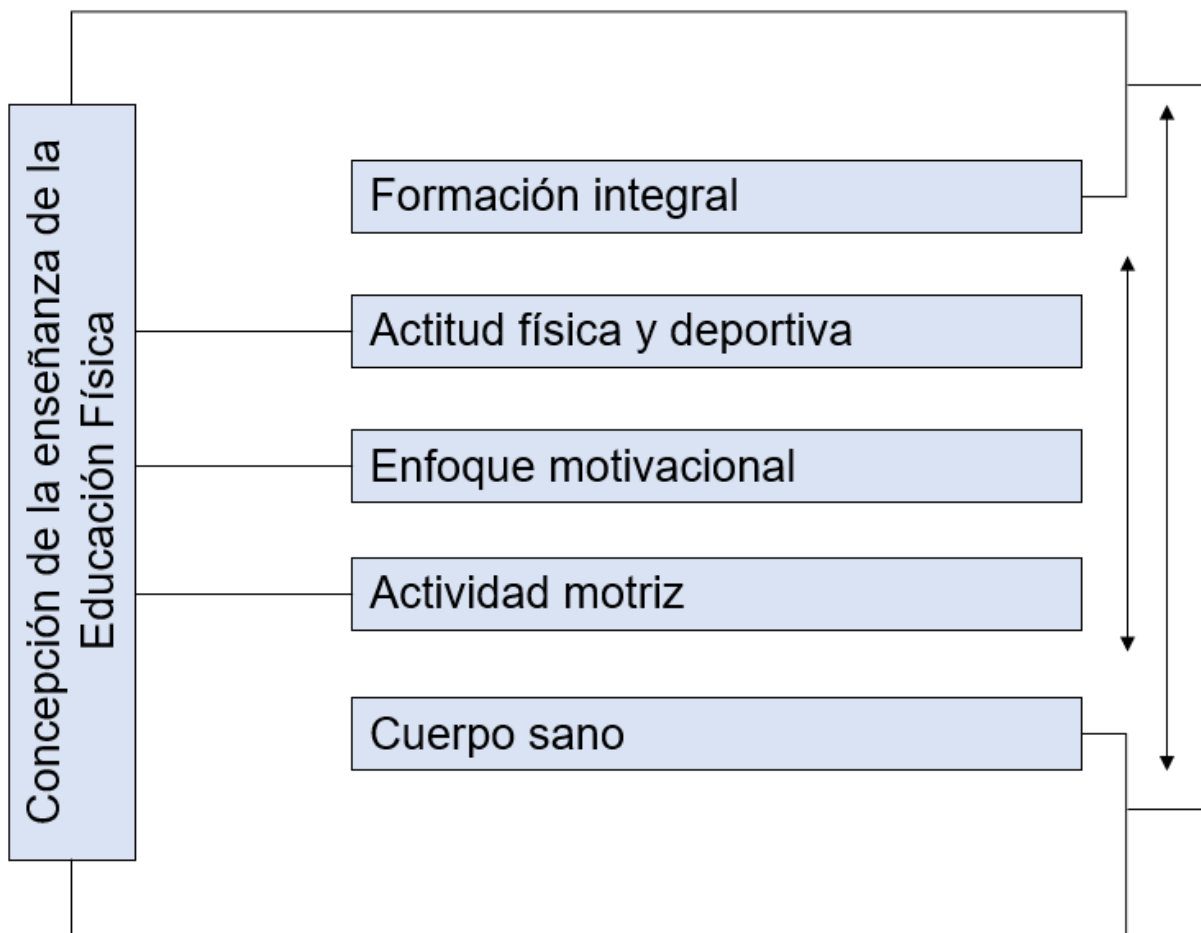 Concepción de la enseñanza de la
Educación Física
Formación integral
Actitud física y deportiva
Enfoque motivacional
Actividad motriz
Cuerpo sano